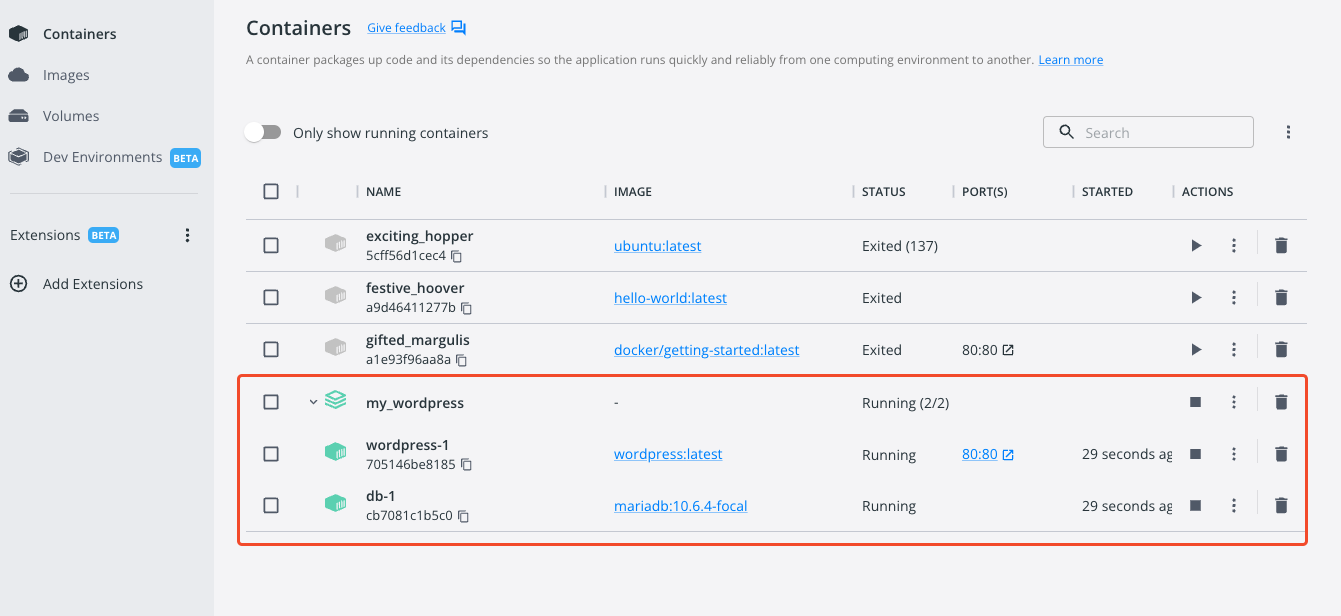 Containers
Images
Volumes
Dev Environments BETA
Extensions BETA
Add Extensions
Containers Give feedback
A container packages up code and its dependencies so the application runs quickly and reliably from one computing environment to another. Learn more
Only show running containers
Search
NAME IMAGE STATUS PORT(S) STARTED ACTIONS
exciting_hopper
5cff56d1cec4
ubuntu:latest Exited (137)
festive_hoover
a9d46411277b
hello-world:latest Exited
gifted_margulis
a1e93f96aa8a
docker/getting-started:latest Exited 80:80
my_wordpress - Running (2/2)
wordpress-1
705146be8185
wordpress:latest Running 80:80 29 seconds ag
db-1
cb7081c1b5c0
mariadb:10.6.4-focal Running 29 seconds ag